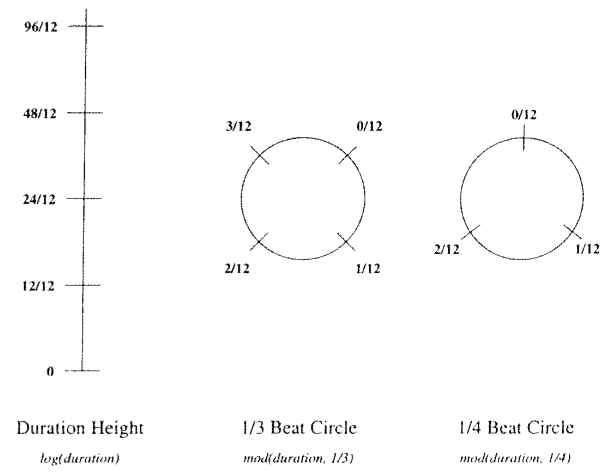 96/12
48/12
24/12
12/12
0
3/12
0/12
2/12
1/12
0/12
2/12
1/12
Duration Height
log(duration)
1/3 Beat Circle
mod(duration, 1/3)
1/4 Beat Circle
mod(duration, 1/4)